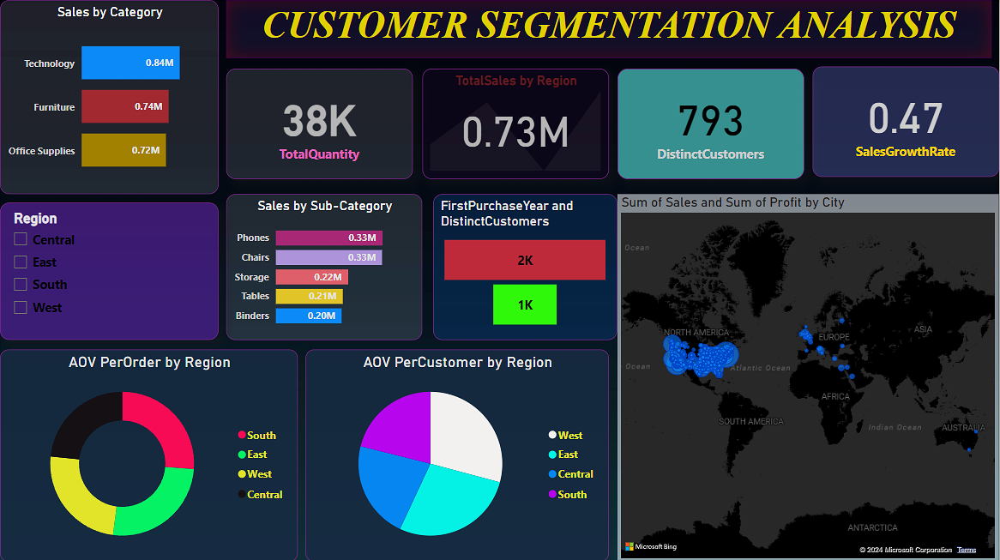 CUSTOMER SEGMENTATION ANALYSIS
Sales by Category
Technology 0.84M
Furniture 0.74M
Office Supplies 0.72M
38K
TotalQuantity
TotalSales by Region
0.73M
793
DistinctCustomers
0.47
SalesGrowthRate
Region
Central
East
South
West
Sales by Sub-Category
Phones 0.33M
Chairs 0.33M
Storage 0.22M
Tables 0.21M
Binders 0.20M
FirstPurchaseYear and
DistinctCustomers
2K
1K
Sum of Sales and Sum of Profit by City
Ocean
NORTH AMERICA
EUROPE
ASIA
Ocean
Atlantic Ocean
AFRICA
SOUTH AMERICA
Indian Ocean
AUSTRALIA
ANTARCTICA
Microsoft Bing
© 2024 Microsoft Corporation Terms
AOV PerOrder by Region
South
East
West
Central
AOV PerCustomer by Region
West
East
Central
South